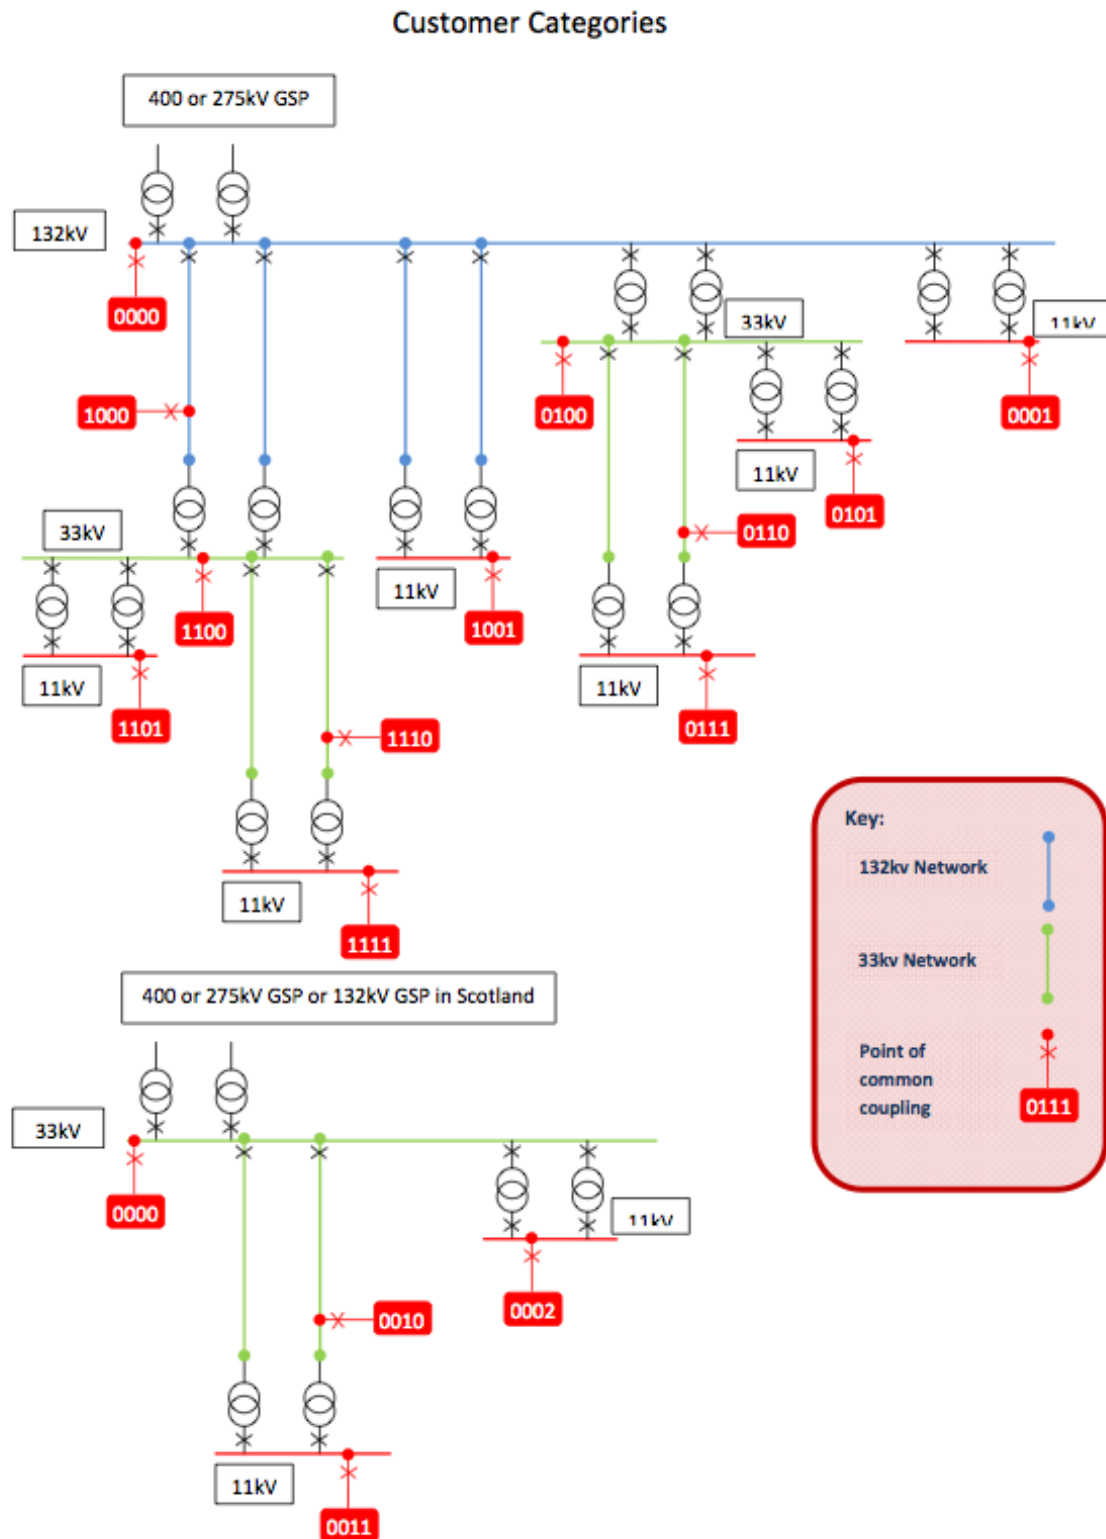 Customer Categories
400 or 275kV GSP
132kV
0000
33kV
11kV
1000
0100
0001
11kV
0101
33kV
0110
11kV
1100
1001
11kV
11kV
1101
0111
1110
Key:
132kv Network
11kV
1111
33kv Network
400 or 275kV GSP or 132kV GSP in Scotland
Point of
common
coupling
0111
33kV
0000
11kV
0002
0010
11kV
0011